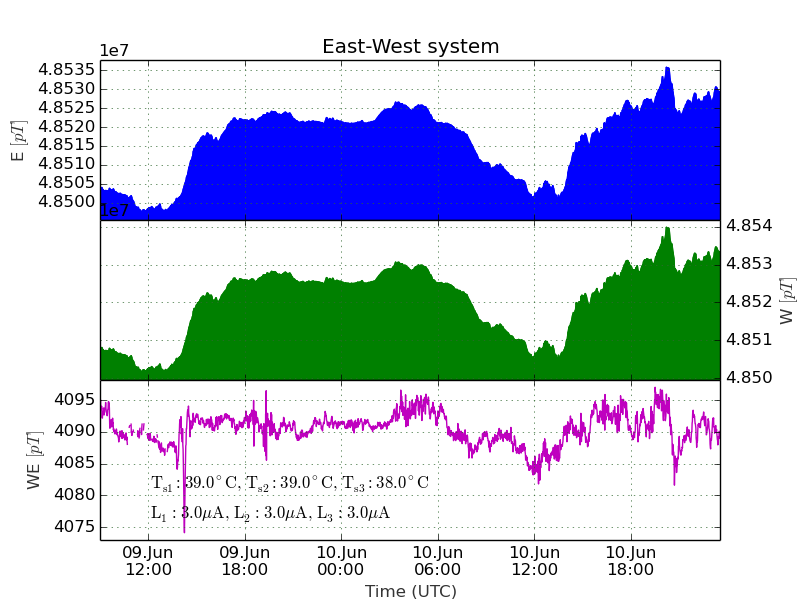 East-West system
1e7
4.8535
4.8530
4.8525
4.8520
4.8515
4.8510
4.8505
4.8500
E [pT]
1e7
4.854
4.853
4.852
4.851
4.850
W [pT]
4095
4090
4085
4080
4075
WE [pT]
T_s1 : 39.0°C, T_s2 : 39.0°C, T_s3 : 38.0°C
L_1 : 3.0μA, L_2 : 3.0μA, L_3 : 3.0μA
09.Jun 09.Jun 10.Jun 10.Jun 10.Jun 10.Jun
12:00 18:00 00:00 06:00 12:00 18:00
Time (UTC)